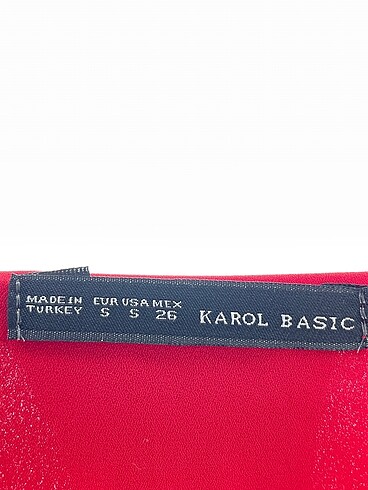 MADE IN TURKEY
EUR USA MEX
S S 26
KAROL BASIC